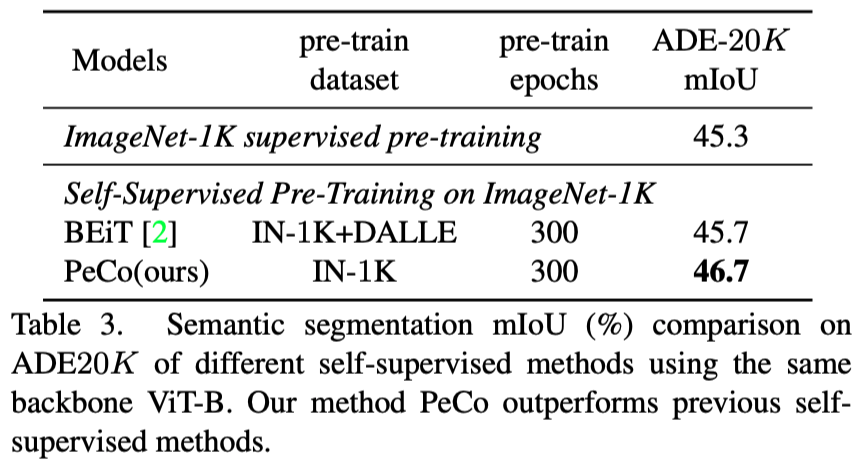 Models pre-train dataset pre-train epochs ADE-20K mIoU
ImageNet-1K supervised pre-training 45.3
Self-Supervised Pre-Training on ImageNet-1K
BEiT [2] IN-1K+DALLE 300 45.7
PeCo(ours) IN-1K 300 46.7
Table 3. Semantic segmentation mIoU (%) comparison on
ADE20K of different self-supervised methods using the same
backbone ViT-B. Our method PeCo outperforms previous self-
supervised methods.